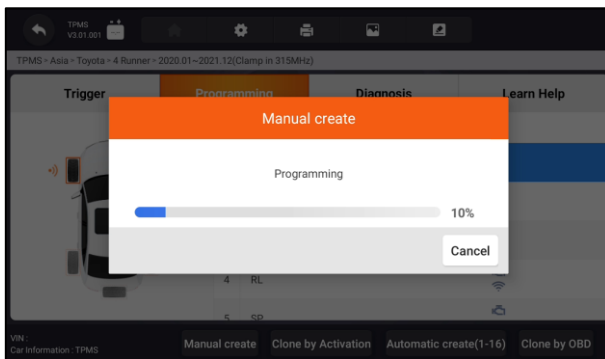 TPMS
V3.01.001
TPMS > Asia > Toyota > 4 Runner > 2020.01~2021.12(Clamp in 315MHz)
Trigger Programming Diagnosis Learn Help
Manual create
Programming
10%
Cancel
4 RL
5 SP
VIN :
Car Information : TPMS
Manual create Clone by Activation Automatic create(1-16) Clone by OBD